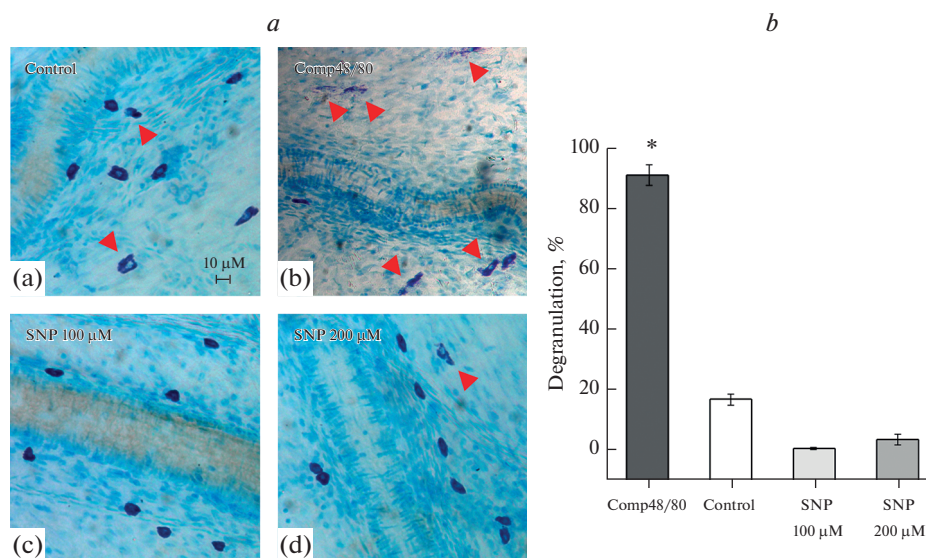 a
b
Control
Comp48/80
10 µM
(a)
(b)
SNP 100 µM
SNP 200 µM
(c)
(d)
Degranulation, %
100
80
60
40
20
0
*
Comp48/80
Control
SNP
100 µM
SNP
200 µM